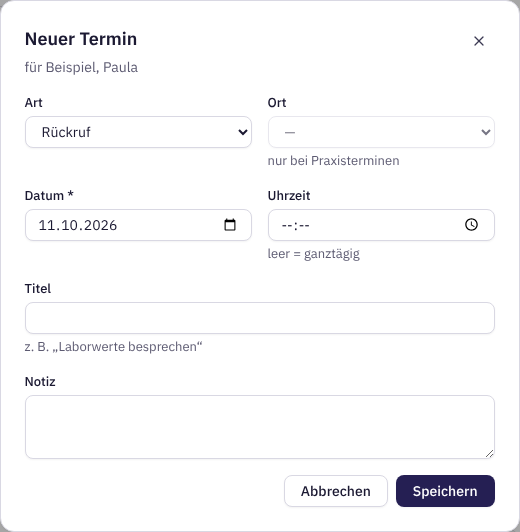 Neuer Termin
für Beispiel, Paula
Art
Ort
Rückruf
—
nur bei Praxisterminen
Datum *
Uhrzeit
11.10.2026
--:--
leer = ganztägig
Titel
z. B. „Laborwerte besprechen“
Notiz
Abbrechen
Speichern